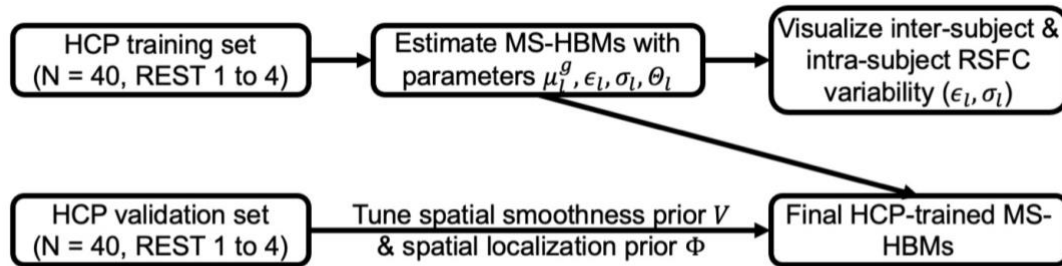 HCP training set
(N = 40, REST 1 to 4)
Estimate MS-HBMs with
parameters μ_l^g, ϵ_l, σ_l, Θ_l
Visualize inter-subject &
intra-subject RSFC
variability (ϵ_l, σ_l)
HCP validation set
(N = 40, REST 1 to 4)
Tune spatial smoothness prior V
& spatial localization prior Φ
Final HCP-trained MS-
HBMs